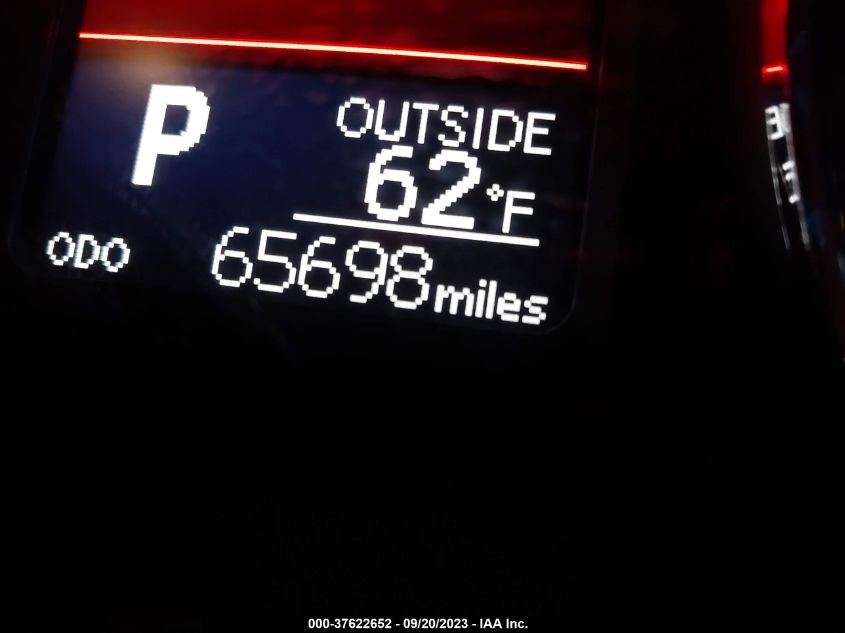 P
OUTSIDE
62°F
ODO 65698 miles
000-37622652 - 09/20/2023 - IAA Inc.